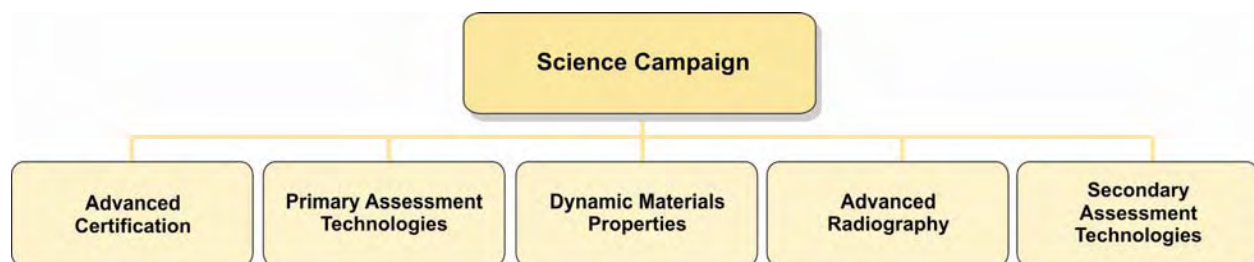 Science Campaign
Advanced
Certification
Primary Assessment
Technologies
Dynamic Materials
Properties
Advanced
Radiography
Secondary
Assessment
Technologies